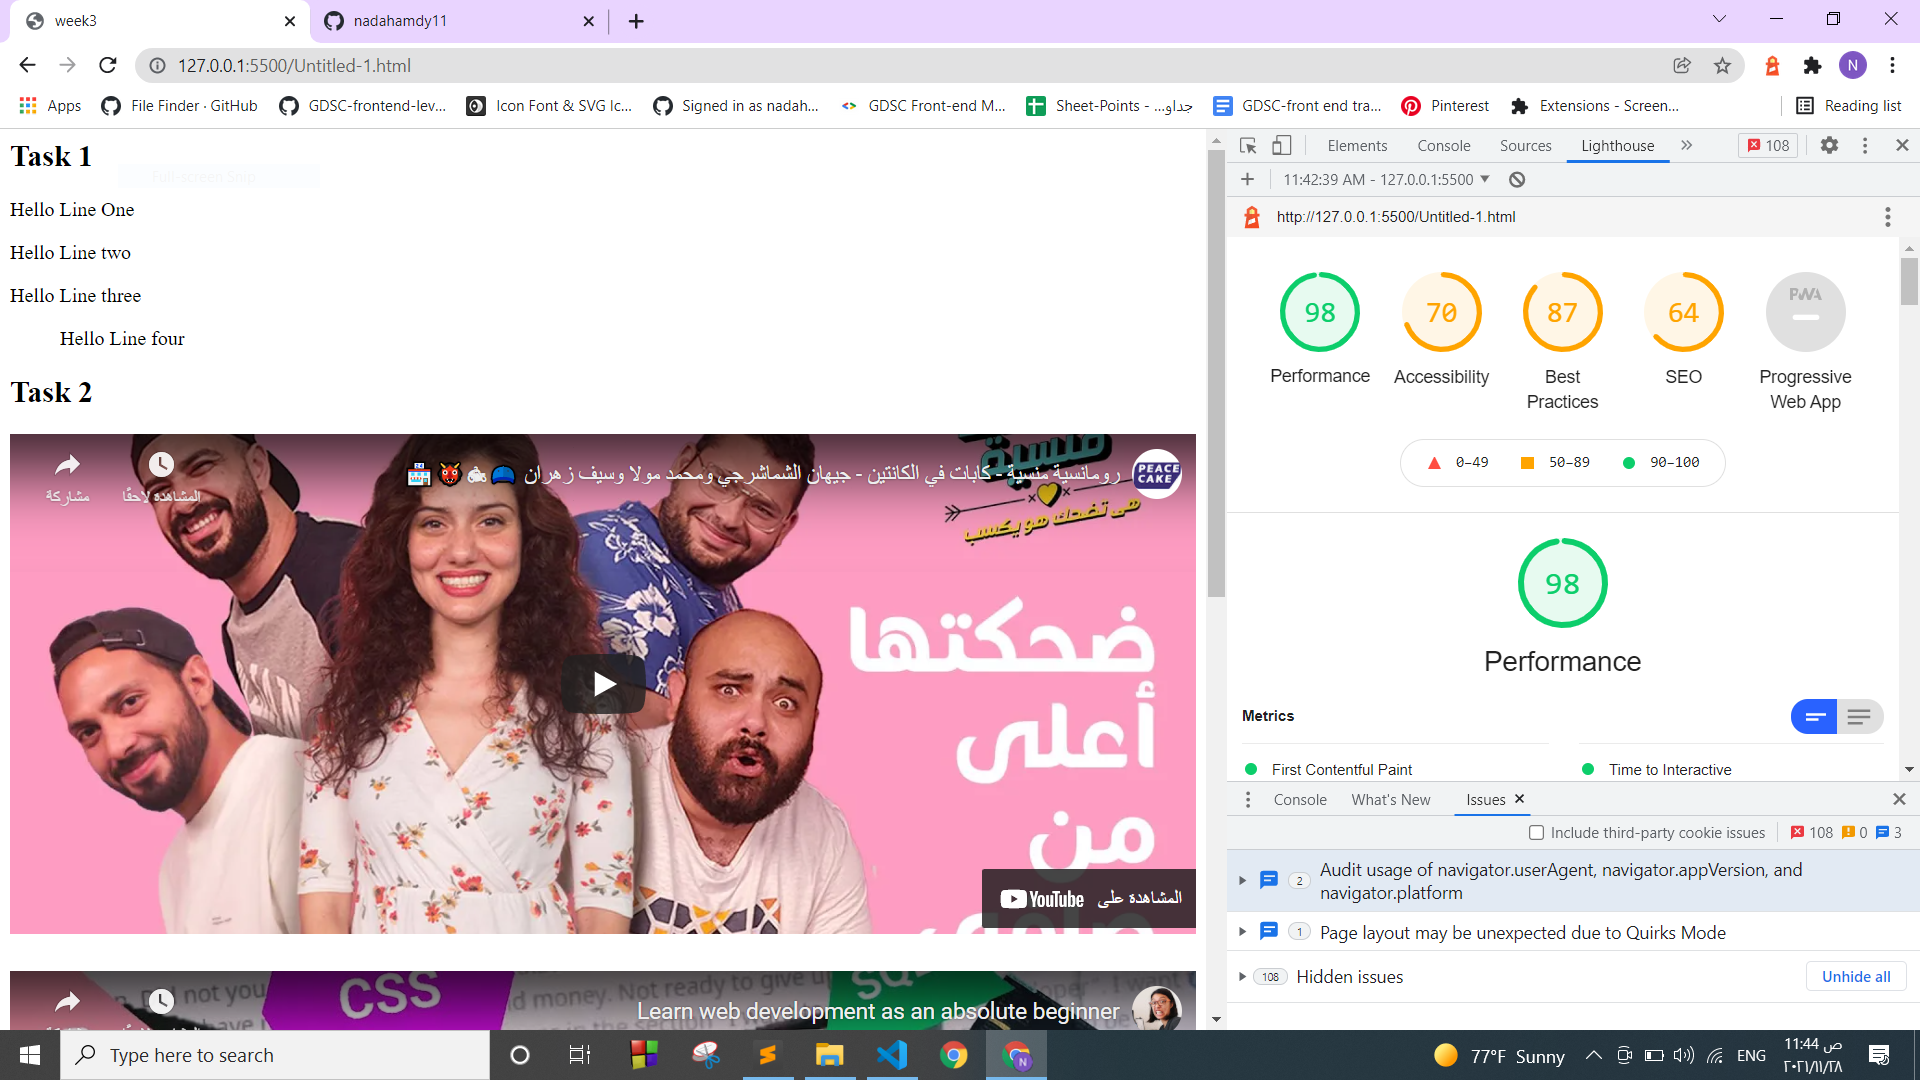 week3
nadahamdy11
127.0.0.1:5500/Untitled-1.html
N
Apps
File Finder · GitHub
GDSC-frontend-lev...
Icon Font & SVG Ic...
Signed in as nadah...
GDSC Front-end M...
Sheet-Points - جداو...
GDSC-front end tra...
Pinterest
Extensions - Screen...
Reading list
Task 1
Full-screen Snip
Hello Line One
Hello Line two
Hello Line three
Hello Line four
Task 2
مشاركة
المشاهدة لاحقًا
رومانسية منسية - كابات في الكانتين - جيهان الشماشرجي ومحمد مولا وسيف زهران 🧢🐀👹🏩
PEACE CAKE
منسية
هي تضحك هو يكسب
ضحكتها
أعلى
من
المشاهدة على YouTube
CSS
Learn web development as an absolute beginner
Elements
Console
Sources
Lighthouse
108
11:42:39 AM - 127.0.0.1:5500
http://127.0.0.1:5500/Untitled-1.html
98
Performance
70
Accessibility
87
Best
Practices
64
SEO
PWA
Progressive
Web App
0–49
50–89
90–100
98
Performance
Metrics
First Contentful Paint
Time to Interactive
Console
What's New
Issues
Include third-party cookie issues
108
0
3
2
Audit usage of navigator.userAgent, navigator.appVersion, and
navigator.platform
1
Page layout may be unexpected due to Quirks Mode
108
Hidden issues
Unhide all
Type here to search
77°F Sunny
ENG
11:44 ص
٢٠٢١/١١/٢٨